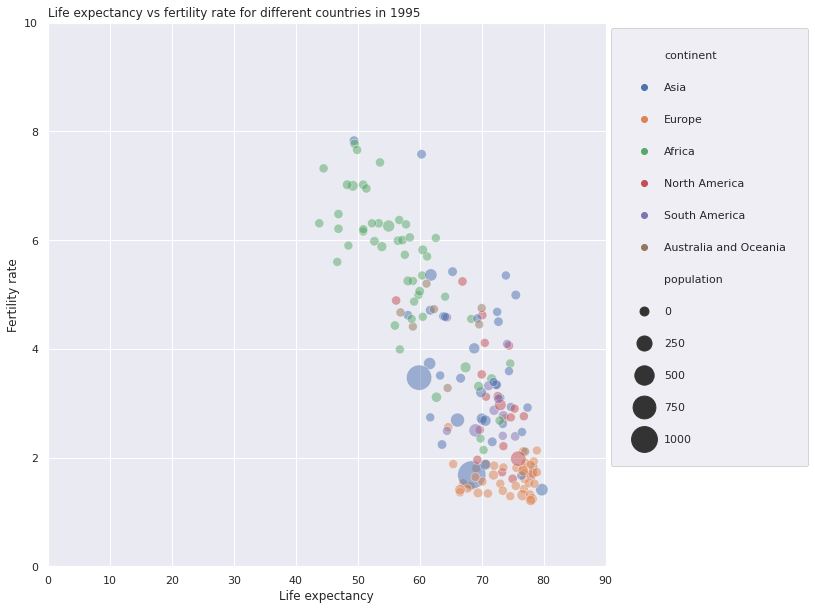 Life expectancy vs fertility rate for different countries in 1995
10
8
6
4
2
0
Fertility rate
0 10 20 30 40 50 60 70 80 90
Life expectancy
continent
Asia
Europe
Africa
North America
South America
Australia and Oceania
population
0
250
500
750
1000